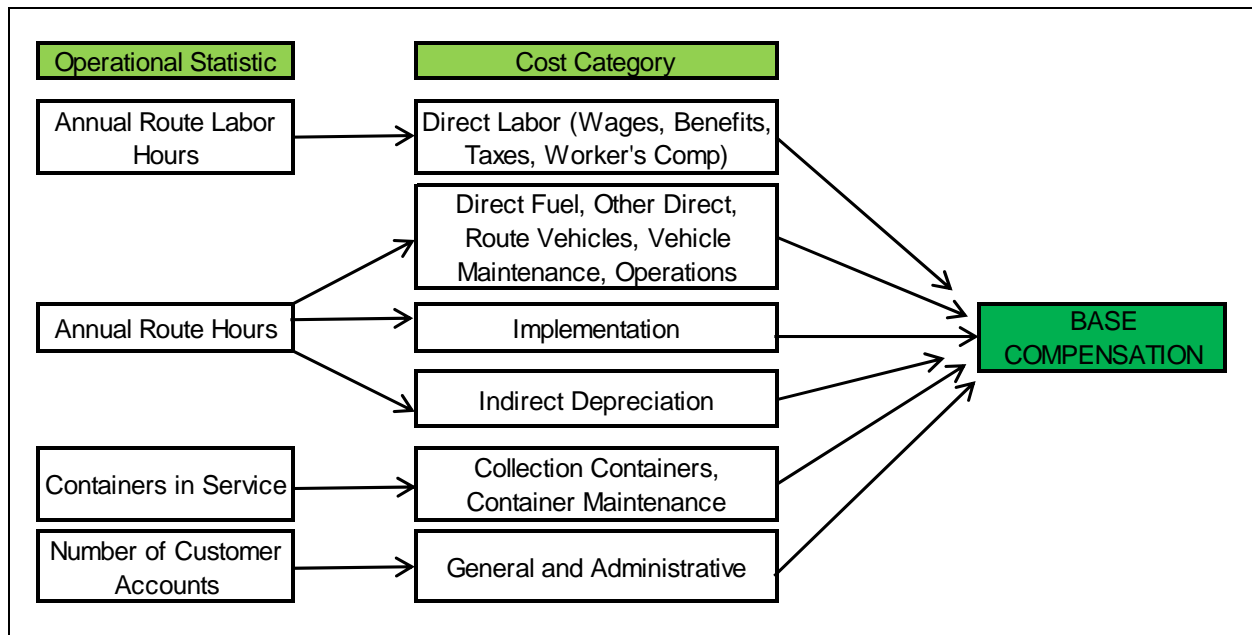 Operational Statistic
Cost Category
Annual Route Labor
Hours
Direct Labor (Wages, Benefits,
Taxes, Worker's Comp)
Direct Fuel, Other Direct,
Route Vehicles, Vehicle
Maintenance, Operations
Annual Route Hours
Implementation
BASE
COMPENSATION
Indirect Depreciation
Containers in Service
Collection Containers,
Container Maintenance
Number of Customer
Accounts
General and Administrative